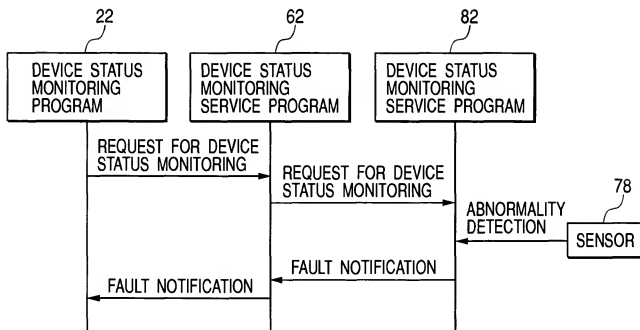 22
62
82
DEVICE STATUS
MONITORING
PROGRAM
DEVICE STATUS
MONITORING
SERVICE PROGRAM
DEVICE STATUS
MONITORING
SERVICE PROGRAM
REQUEST FOR DEVICE
STATUS MONITORING
REQUEST FOR DEVICE
STATUS MONITORING
ABNORMALITY
DETECTION
78
SENSOR
FAULT NOTIFICATION
FAULT NOTIFICATION